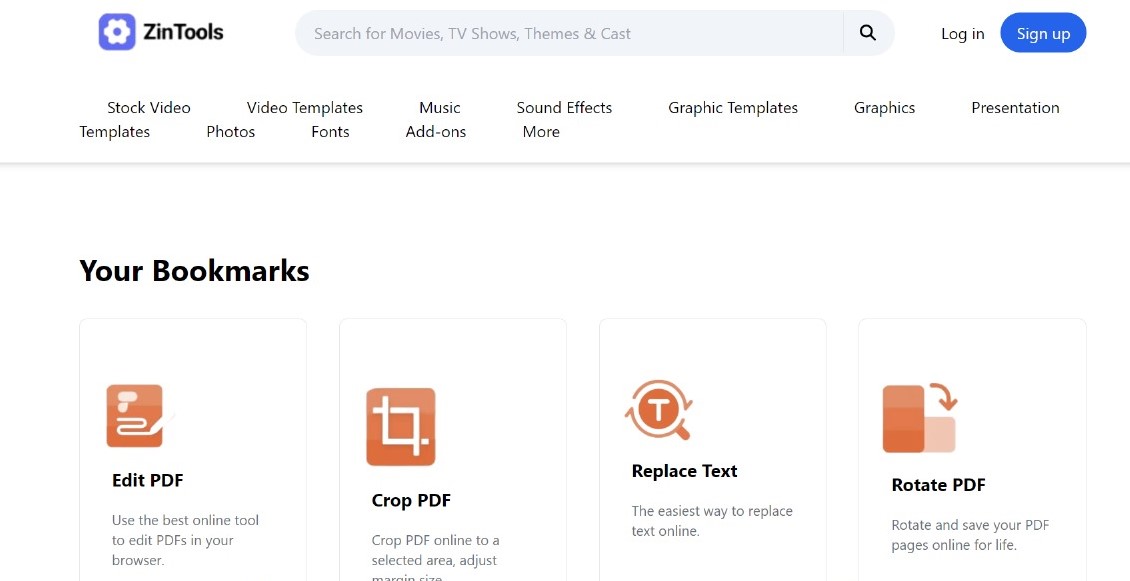 ZinTools
Search for Movies, TV Shows, Themes & Cast
Log in
Sign up
Stock Video Video Templates Music Sound Effects Graphic Templates Graphics Presentation
Templates Photos Fonts Add-ons More
Your Bookmarks
Edit PDF
Use the best online tool
to edit PDFs in your
browser.
Crop PDF
Crop PDF online to a
selected area, adjust
margin size
Replace Text
The easiest way to replace
text online.
Rotate PDF
Rotate and save your PDF
pages online for life.